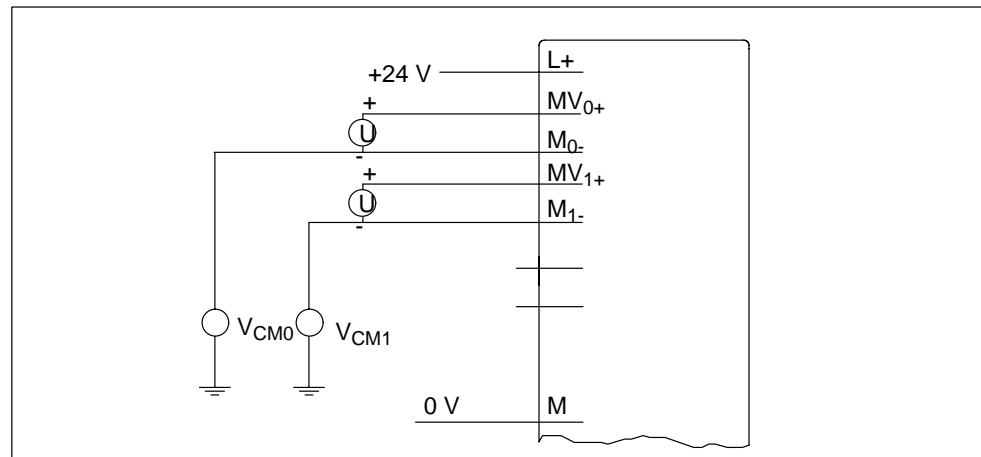 L+
+24 V
+
MV0+
U
M0-
-
+
MV1+
U
M1-
-
VCM0
VCM1
0 V
M